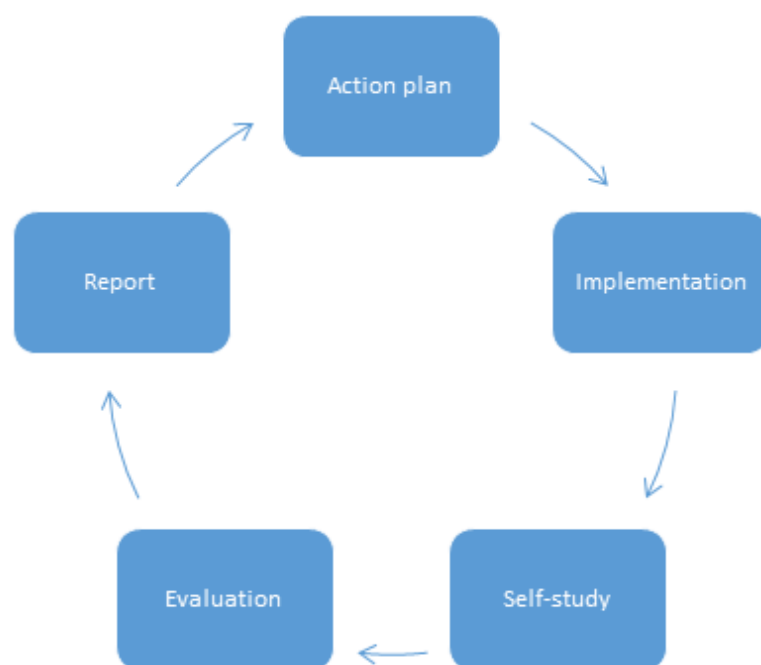 Action plan
Implementation
Self-study
Evaluation
Report